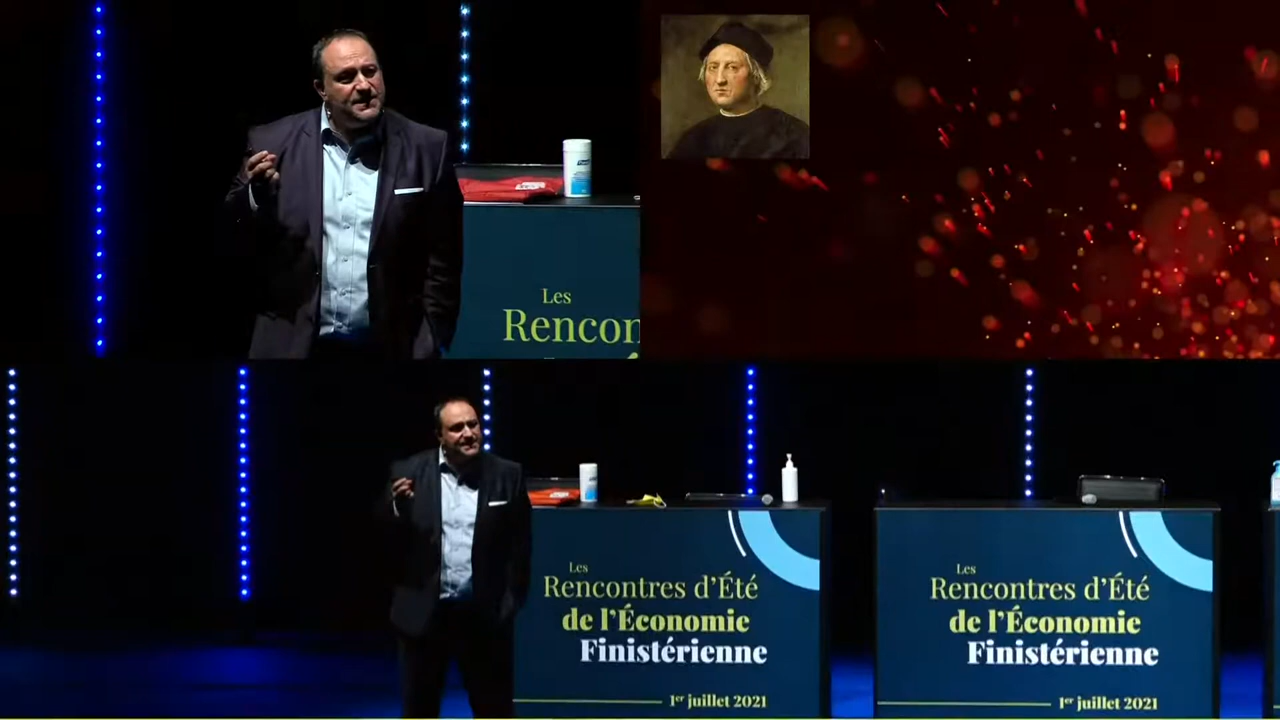 Les
Rencon
Les
Rencontres d'Été
de l'Économie
Finistérienne
1er juillet 2021
Les
Rencontres d'Été
de l'Économie
Finistérienne
1er juillet 2021